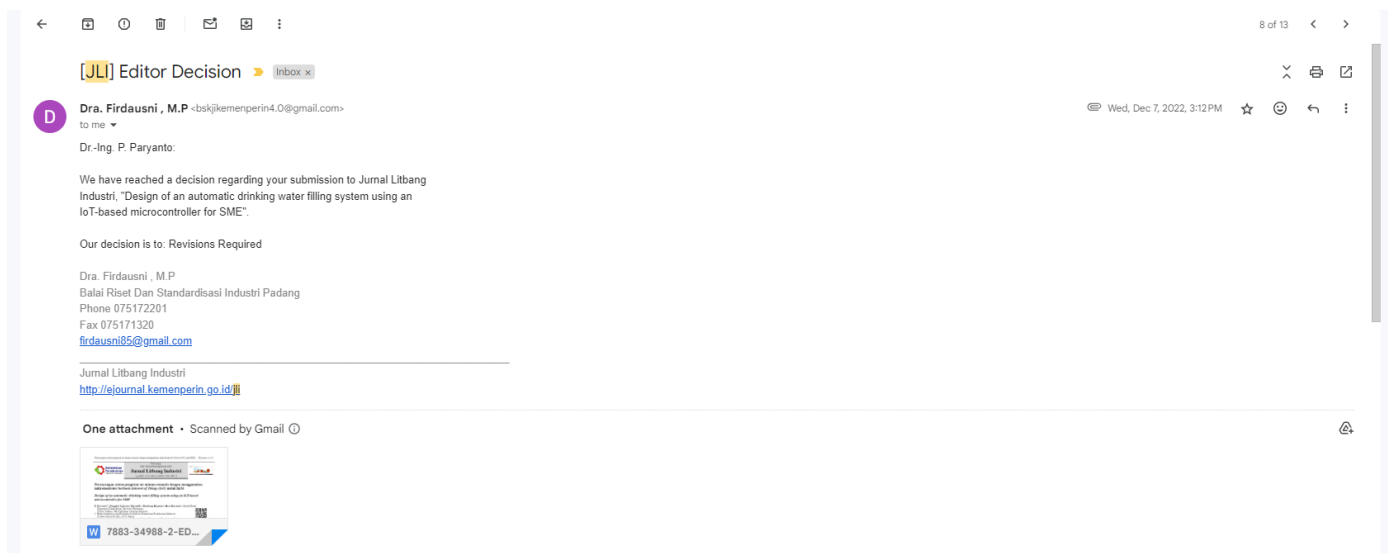 8 of 13
[JLI] Editor Decision Inbox ×
D
Dra. Firdausni , M.P <bskjikemenperin4.0@gmail.com>
Wed, Dec 7, 2022, 3:12 PM
to me
Dr.-Ing. P. Paryanto:
We have reached a decision regarding your submission to Jurnal Litbang
Industri, "Design of an automatic drinking water filling system using an
IoT-based microcontroller for SME".
Our decision is to: Revisions Required
Dra. Firdausni , M.P
Balai Riset Dan Standardisasi Industri Padang
Phone 075172201
Fax 075171320
firdausni85@gmail.com
Jurnal Litbang Industri
http://ejournal.kemenperin.go.id/jli
One attachment • Scanned by Gmail
Jurnal Litbang Industri
W 7883-34988-2-ED...